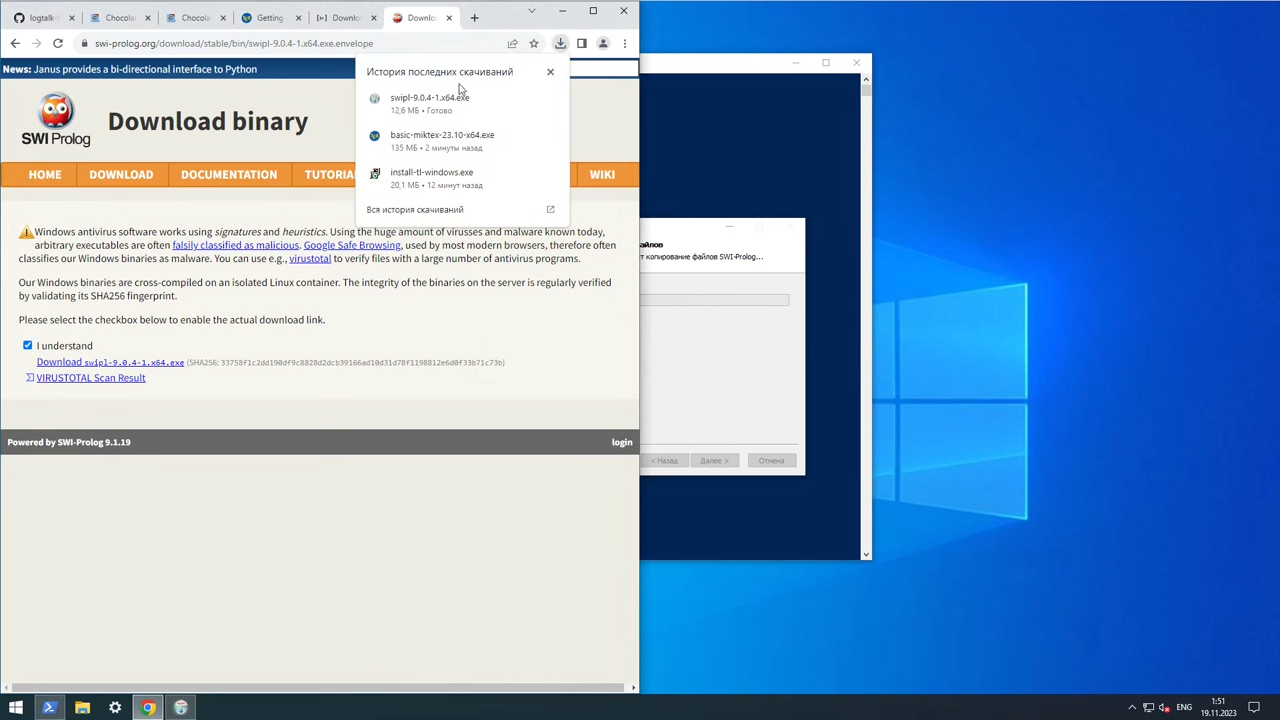 logtalk-
Chocola
Chocola
Getting
Downlo
Downlo
swi-prolog.org/download/stable/bin/swipl-9.0.4-1.x64.exe.envelope
News: Janus provides a bi-directional interface to Python
История последних скачиваний
swipl-9.0.4-1.x64.exe
12,6 МБ • Готово
basic-miktex-23.10-x64.exe
135 МБ • 2 минуты назад
install-tl-windows.exe
20,1 МБ • 12 минут назад
Вся история скачиваний
SWI Prolog
Download binary
HOME
DOWNLOAD
DOCUMENTATION
TUTORIA
WIKI
Windows antivirus software works using signatures and heuristics. Using the huge amount of viruses and malware known today,
arbitrary executables are often falsily classified as malicious. Google Safe Browsing, used by most modern browsers, therefore often
classifies our Windows binaries as malware. You can use e.g., virustotal to verify files with a large number of antivirus programs.
Our Windows binaries are cross-compiled on an isolated Linux container. The integrity of the binaries on the server is regularly verified
by validating its SHA256 fingerprint.
Please select the checkbox below to enable the actual download link.
I understand
Download swipl-9.0.4-1.x64.exe (SHA256: 33758f1c2dd190df9c8828d2dcb39166ad10d31d78f1198812e6d0f33b71c73b)
VIRUSTOTAL Scan Result
Powered by SWI-Prolog 9.1.19
login
файлов
т копирование файлов SWI-Prolog...
< Назад
Далее >
Отмена
ENG
1:51
19.11.2023